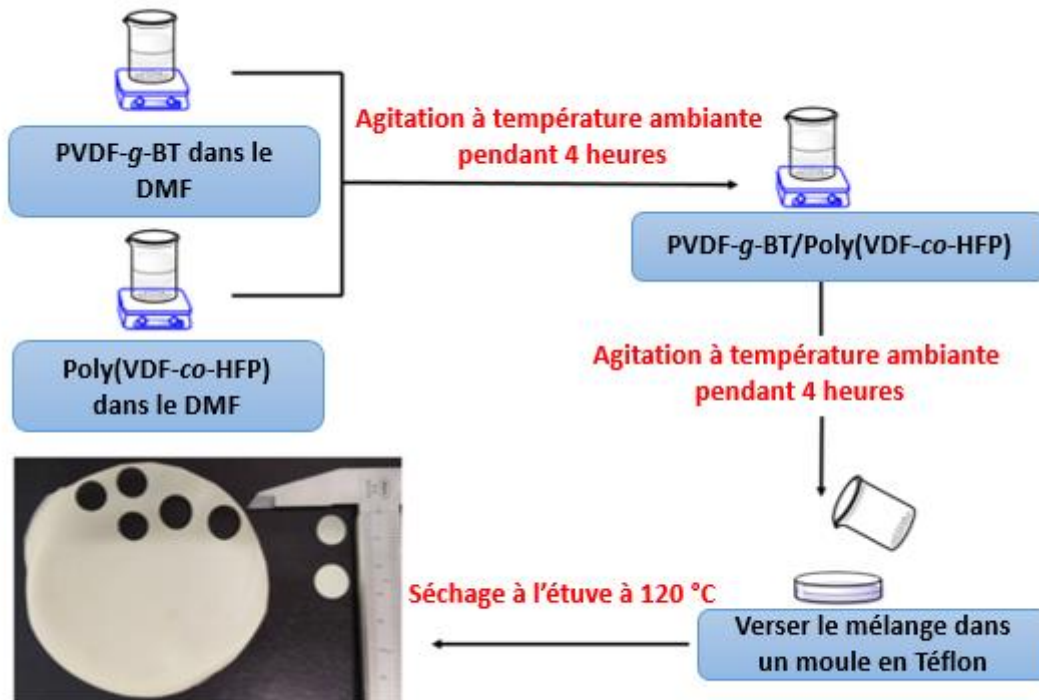 PVDF-g-BT dans le
DMF
Agitation à température ambiante
pendant 4 heures
PVDF-g-BT/Poly(VDF-co-HFP)
Poly(VDF-co-HFP)
dans le DMF
Agitation à température ambiante
pendant 4 heures
Verser le mélange dans
un moule en Téflon
Séchage à l'étuve à 120 °C